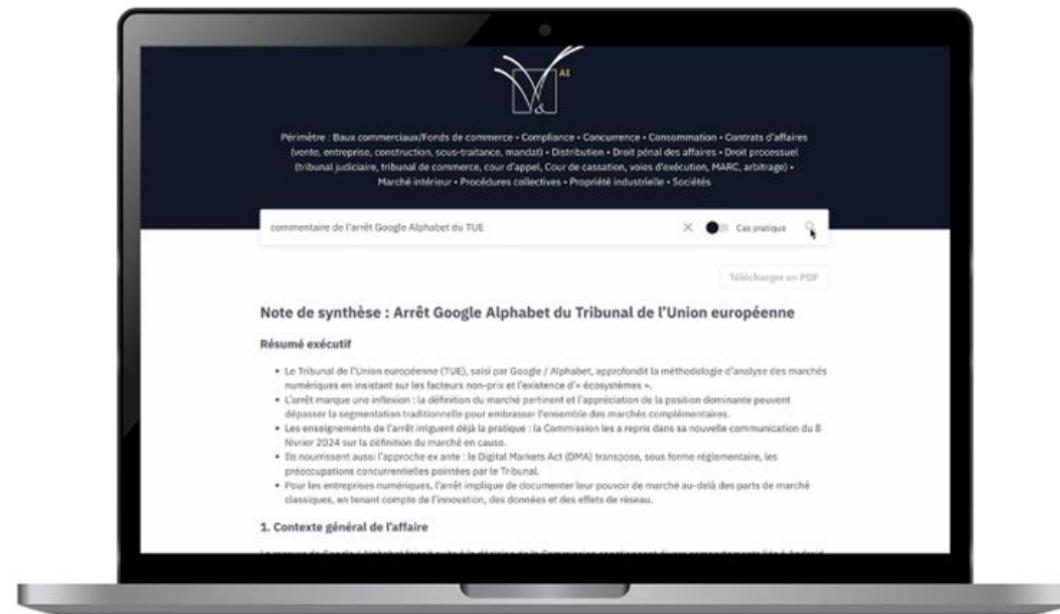 AI
&
Périmètre : Baux commerciaux/Fonds de commerce • Compliance • Concurrence • Consommation • Contrats d'affaires
(vente, entreprise, construction, sous-traitance, mandat) • Distribution • Droit pénal des affaires • Droit processuel
(tribunal judiciaire, tribunal de commerce, cour d'appel, Cour de cassation, voies d'exécution, MARC, arbitrage) •
Marché intérieur • Procédures collectives • Propriété industrielle • Sociétés
commentaire de l'arrêt Google Alphabet du TUE
Cas pratique
Télécharger en PDF
Note de synthèse : Arrêt Google Alphabet du Tribunal de l'Union européenne
Résumé exécutif
• Le Tribunal de l'Union européenne (TUE), saisi par Google / Alphabet, approfondit la méthodologie d'analyse des marchés
numériques en insistant sur les facteurs non-prix et l'existence d'« écosystèmes ».
• L'arrêt marque une inflexion : la définition du marché pertinent et l'appréciation de la position dominante peuvent
dépasser la segmentation traditionnelle pour embrasser l'ensemble des marchés complémentaires.
• Les enseignements de l'arrêt irriguent déjà la pratique : la Commission les a repris dans sa nouvelle communication du 8
février 2024 sur la définition du marché en cause.
• Ils nourrissent aussi l'approche ex ante : le Digital Markets Act (DMA) transpose, sous forme réglementaire, les
préoccupations concurrentielles pointées par le Tribunal.
• Pour les entreprises numériques, l'arrêt implique de documenter leur pouvoir de marché au-delà des parts de marché
classiques, en tenant compte de l'innovation, des données et des effets de réseau.
1. Contexte général de l'affaire